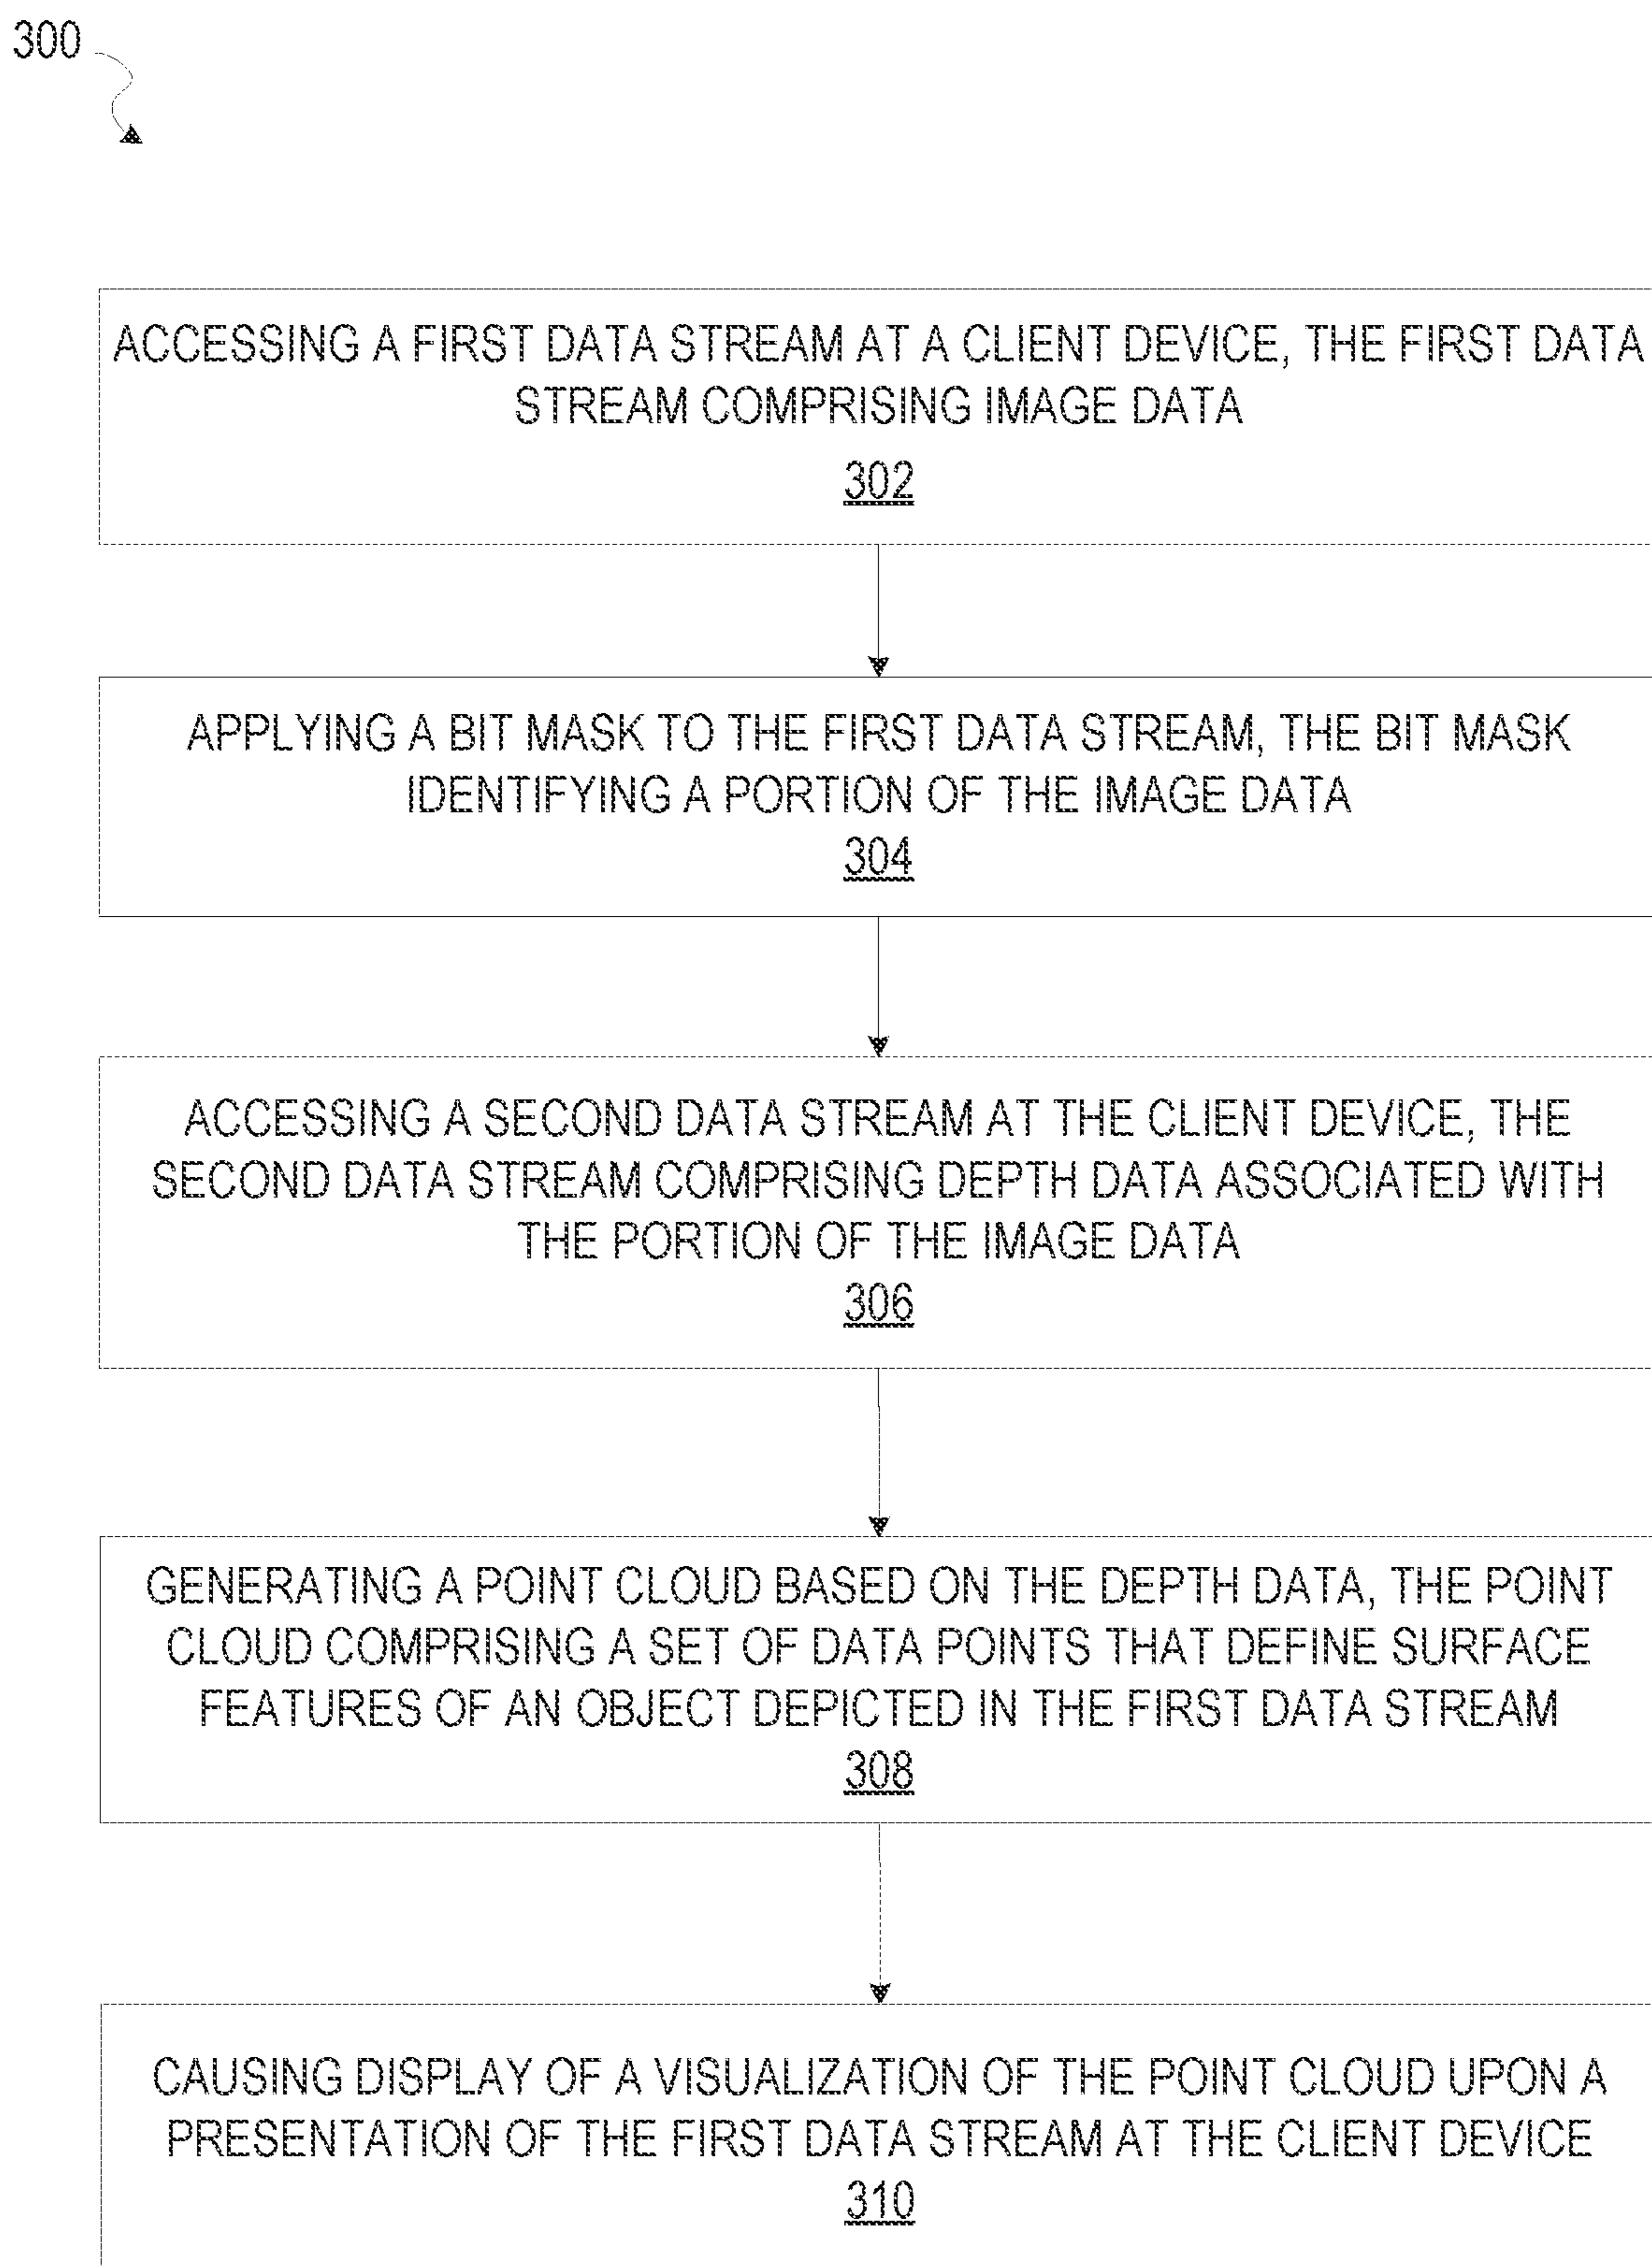 300
ACCESSING A FIRST DATA STREAM AT A CLIENT DEVICE, THE FIRST DATA
STREAM COMPRISING IMAGE DATA
302
APPLYING A BIT MASK TO THE FIRST DATA STREAM, THE BIT MASK
IDENTIFYING A PORTION OF THE IMAGE DATA
304
ACCESSING A SECOND DATA STREAM AT THE CLIENT DEVICE, THE
SECOND DATA STREAM COMPRISING DEPTH DATA ASSOCIATED WITH
THE PORTION OF THE IMAGE DATA
306
GENERATING A POINT CLOUD BASED ON THE DEPTH DATA, THE POINT
CLOUD COMPRISING A SET OF DATA POINTS THAT DEFINE SURFACE
FEATURES OF AN OBJECT DEPICTED IN THE FIRST DATA STREAM
308
CAUSING DISPLAY OF A VISUALIZATION OF THE POINT CLOUD UPON A
PRESENTATION OF THE FIRST DATA STREAM AT THE CLIENT DEVICE
310